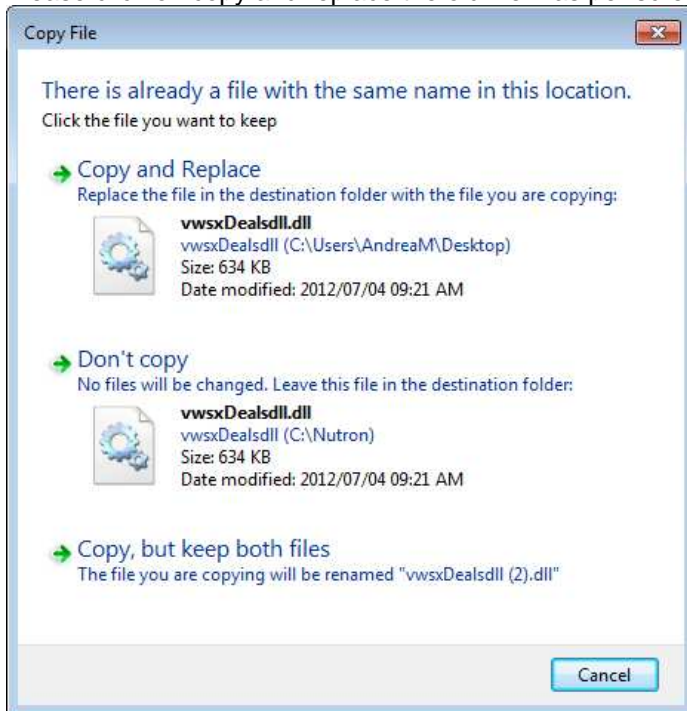 Copy File
There is already a file with the same name in this location.
Click the file you want to keep
Copy and Replace
Replace the file in the destination folder with the file you are copying:
vwsxDealsdll.dll
vwsxDealsdll (C:\Users\AndreaM\Desktop)
Size: 634 KB
Date modified: 2012/07/04 09:21 AM
Don't copy
No files will be changed. Leave this file in the destination folder:
vwsxDealsdll.dll
vwsxDealsdll (C:\Nutron)
Size: 634 KB
Date modified: 2012/07/04 09:21 AM
Copy, but keep both files
The file you are copying will be renamed "vwsxDealsdll (2).dll"
Cancel